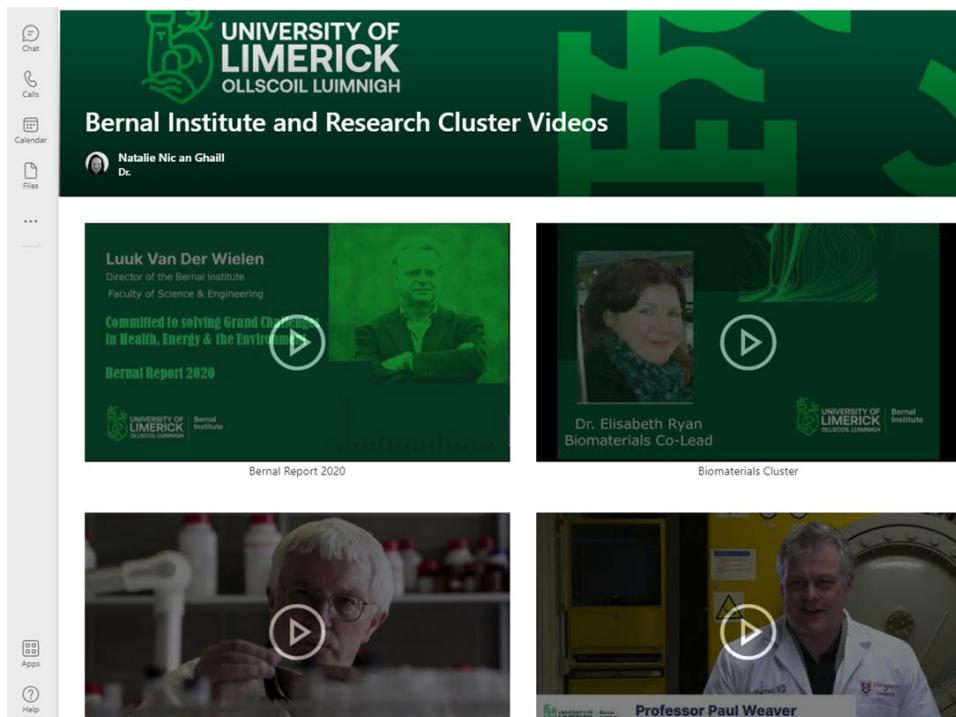 Chat
Calls
Calendar
Files
Apps
Help
UNIVERSITY OF
LIMERICK
OLLSCOIL LUIMNIGH
Bernal Institute and Research Cluster Videos
Natalie Nic an Ghaill
Dr.
Luuk Van Der Wielen
Director of the Bernal Institute
Faculty of Science & Engineering
Committed to solving Grand Challenges
in Health, Energy & the Environment
Bernal Report 2020
UNIVERSITY OF
LIMERICK
OLLSCOIL LUIMNIGH
Bernal
Institute
Bernal Report 2020
Dr. Elisabeth Ryan
Biomaterials Co-Lead
UNIVERSITY OF
LIMERICK
OLLSCOIL LUIMNIGH
Bernal
Institute
Biomaterials Cluster
Professor Paul Weaver